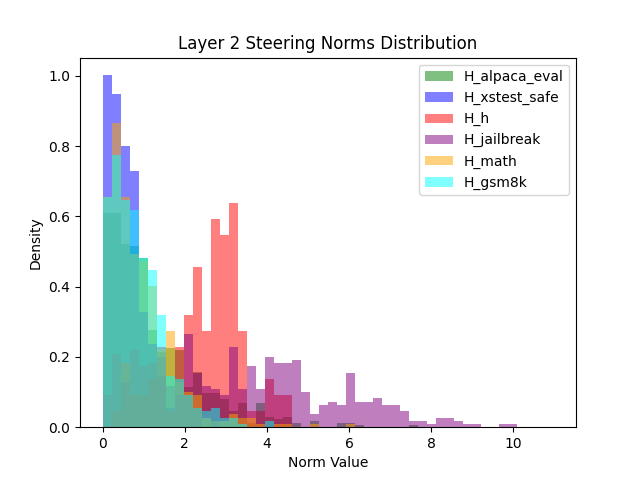 Layer 2 Steering Norms Distribution
H_alpaca_eval
H_xstest_safe
H_h
H_jailbreak
H_math
H_gsm8k
Density
1.0
0.8
0.6
0.4
0.2
0.0
0 2 4 6 8 10
Norm Value